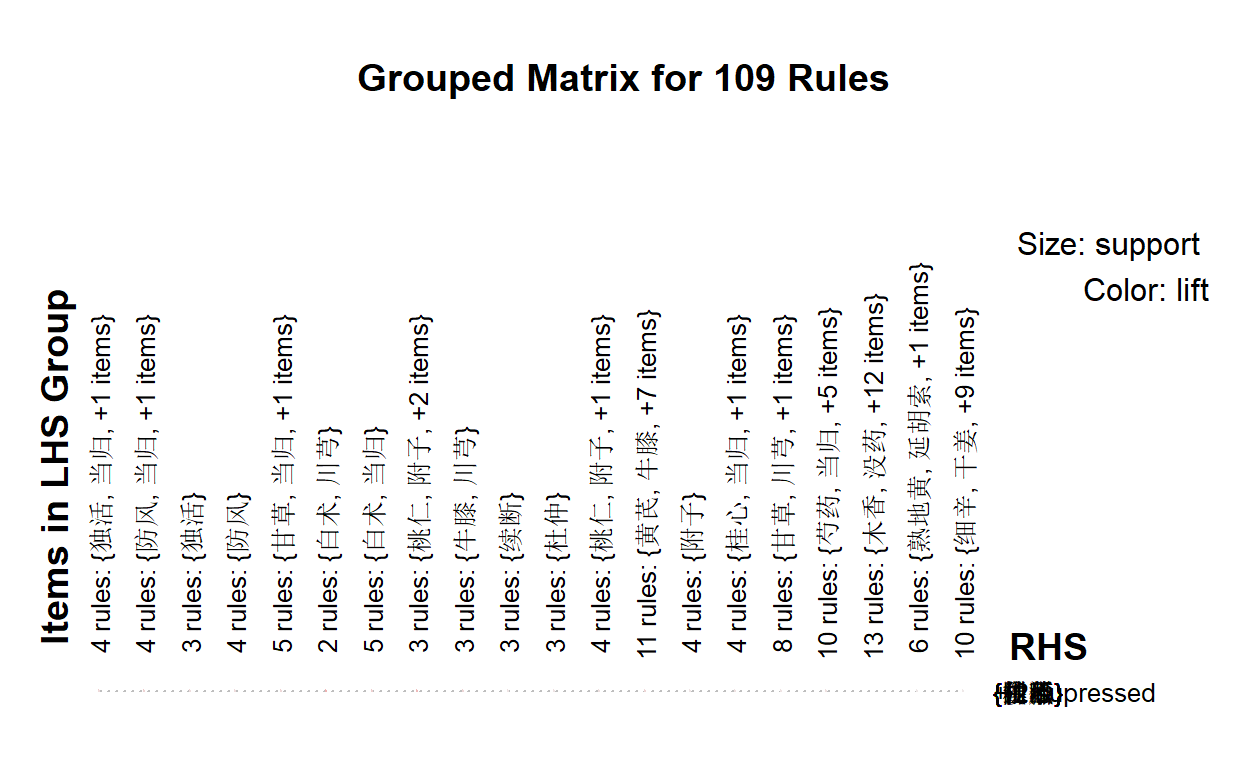 Grouped Matrix for 109 Rules
Size: support
Color: lift
Items in LHS Group
4 rules: {独活, 当归, +1 items}
4 rules: {防风, 当归, +1 items}
3 rules: {独活}
4 rules: {防风}
5 rules: {甘草, 当归, +1 items}
2 rules: {白术, 川芎}
5 rules: {白术, 当归}
3 rules: {桃仁, 附子, +2 items}
3 rules: {牛膝, 川芎}
3 rules: {续断}
3 rules: {杜仲}
4 rules: {桃仁, 附子, +1 items}
11 rules: {黄芪, 牛膝, +7 items}
4 rules: {附子}
4 rules: {桂心, 当归, +1 items}
8 rules: {甘草, 川芎, +1 items}
10 rules: {芍药, 当归, +5 items}
13 rules: {木香, 没药, +12 items}
6 rules: {熟地黄, 延胡索, +1 items}
10 rules: {细辛, 干姜, +9 items}
RHS